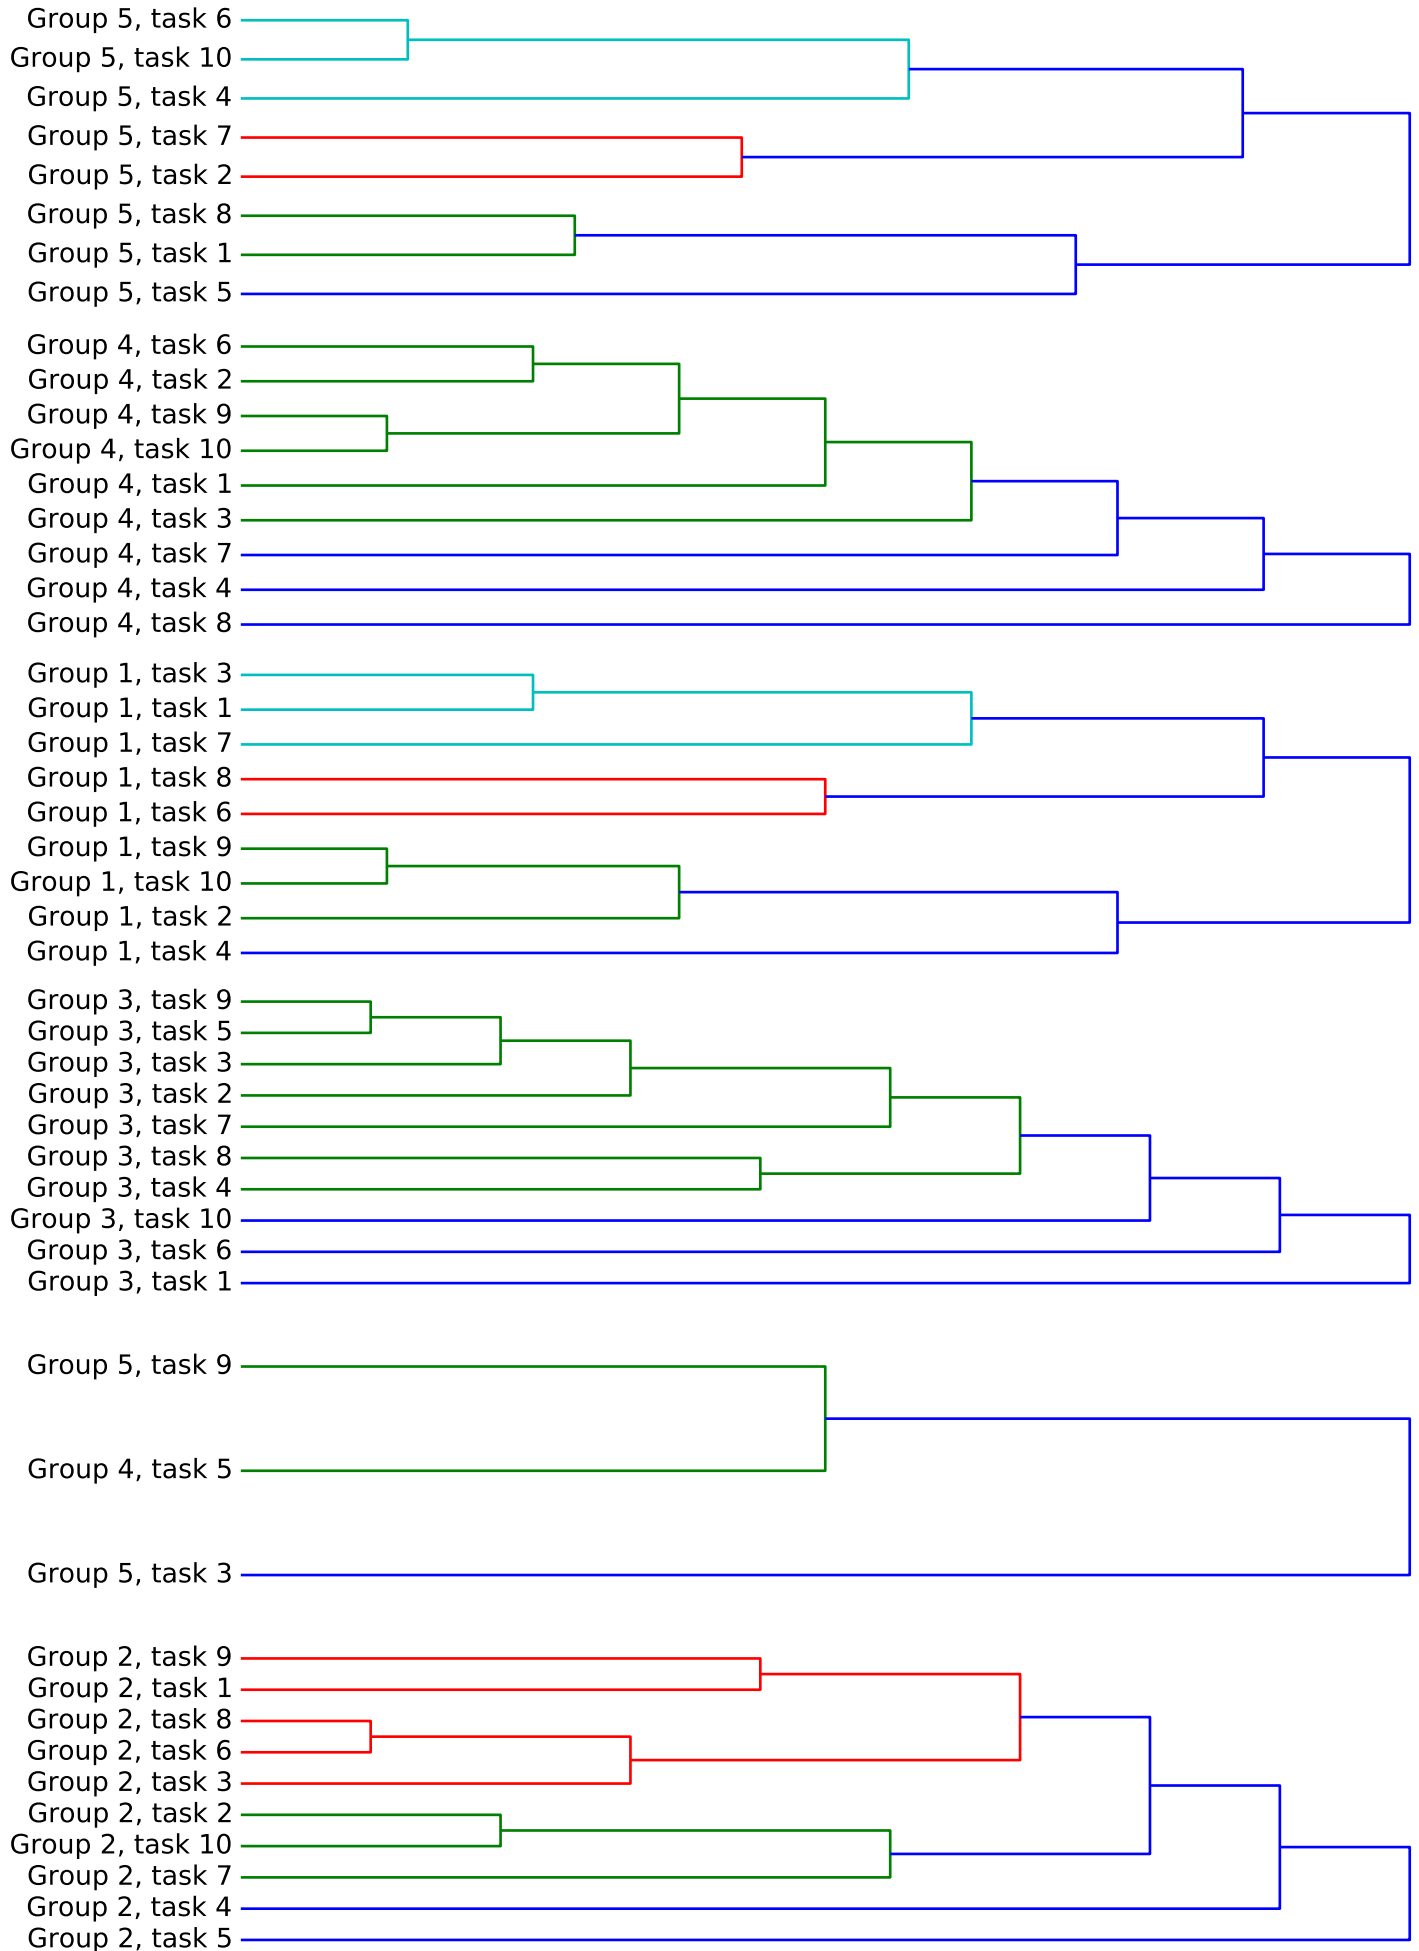 Group 5, task 6
Group 5, task 10
Group 5, task 4
Group 5, task 7
Group 5, task 2
Group 5, task 8
Group 5, task 1
Group 5, task 5
Group 4, task 6
Group 4, task 2
Group 4, task 9
Group 4, task 10
Group 4, task 1
Group 4, task 3
Group 4, task 7
Group 4, task 4
Group 4, task 8
Group 1, task 3
Group 1, task 1
Group 1, task 7
Group 1, task 8
Group 1, task 6
Group 1, task 9
Group 1, task 10
Group 1, task 2
Group 1, task 4
Group 3, task 9
Group 3, task 5
Group 3, task 3
Group 3, task 2
Group 3, task 7
Group 3, task 8
Group 3, task 4
Group 3, task 10
Group 3, task 6
Group 3, task 1
Group 5, task 9
Group 4, task 5
Group 5, task 3
Group 2, task 9
Group 2, task 1
Group 2, task 8
Group 2, task 6
Group 2, task 3
Group 2, task 2
Group 2, task 10
Group 2, task 7
Group 2, task 4
Group 2, task 5